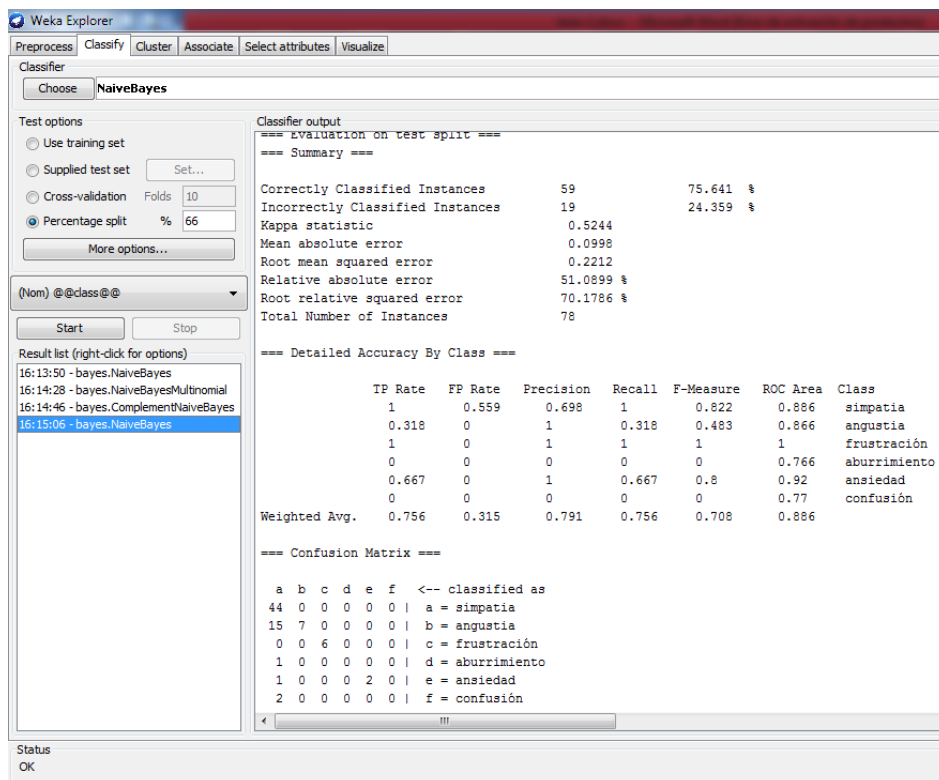 Weka Explorer
Preprocess Classify Cluster Associate Select attributes Visualize
Classifier
Choose NaiveBayes
Test options
Use training set
Supplied test set Set...
Cross-validation Folds 10
Percentage split % 66
More options...
(Nom) @@class@@
Start Stop
Result list (right-click for options)
16:13:50 - bayes.NaiveBayes
16:14:28 - bayes.NaiveBayesMultinomial
16:14:46 - bayes.ComplementNaiveBayes
16:15:06 - bayes.NaiveBayes
Classifier output
=== Evaluation on test split ===
=== Summary ===
Correctly Classified Instances 59 75.641 %
Incorrectly Classified Instances 19 24.359 %
Kappa statistic 0.5244
Mean absolute error 0.0998
Root mean squared error 0.2212
Relative absolute error 51.0899 %
Root relative squared error 70.1786 %
Total Number of Instances 78
=== Detailed Accuracy By Class ===
TP Rate FP Rate Precision Recall F-Measure ROC Area Class
1 0.559 0.698 1 0.822 0.886 simpatia
0.318 0 1 0.318 0.483 0.866 angustia
1 0 1 1 1 1 frustración
0 0 0 0 0 0.766 aburrimiento
0.667 0 1 0.667 0.8 0.92 ansiedad
0 0 0 0 0 0.77 confusión
Weighted Avg. 0.756 0.315 0.791 0.756 0.708 0.886
=== Confusion Matrix ===
a b c d e f <-- classified as
44 0 0 0 0 0 | a = simpatia
15 7 0 0 0 0 | b = angustia
0 0 6 0 0 0 | c = frustración
1 0 0 0 0 0 | d = aburrimiento
1 0 0 0 2 0 | e = ansiedad
2 0 0 0 0 0 | f = confusión
Status
OK